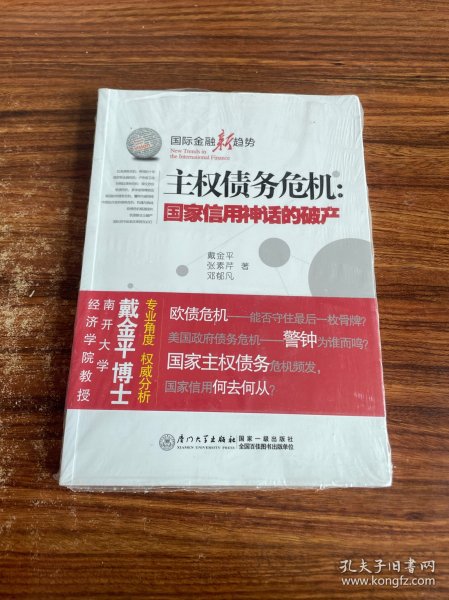 国际金融新趋势
New Trends in
the International Finance
主权债务危机:
国家信用神话的破产
戴金平
张素芹 著
邓郁凡
专业角度 权威分析
戴金平博士
南开大学
经济学院教授
欧债危机——能否守住最后一枚骨牌?
美国政府债务危机——警钟为谁而鸣?
国家主权债务危机频发,
国家信用何去何从?
厦门大学出版社
XIAMEN UNIVERSITY PRESS
国家一级出版社
全国百佳图书出版单位
孔夫子旧书网
www.kongfz.com